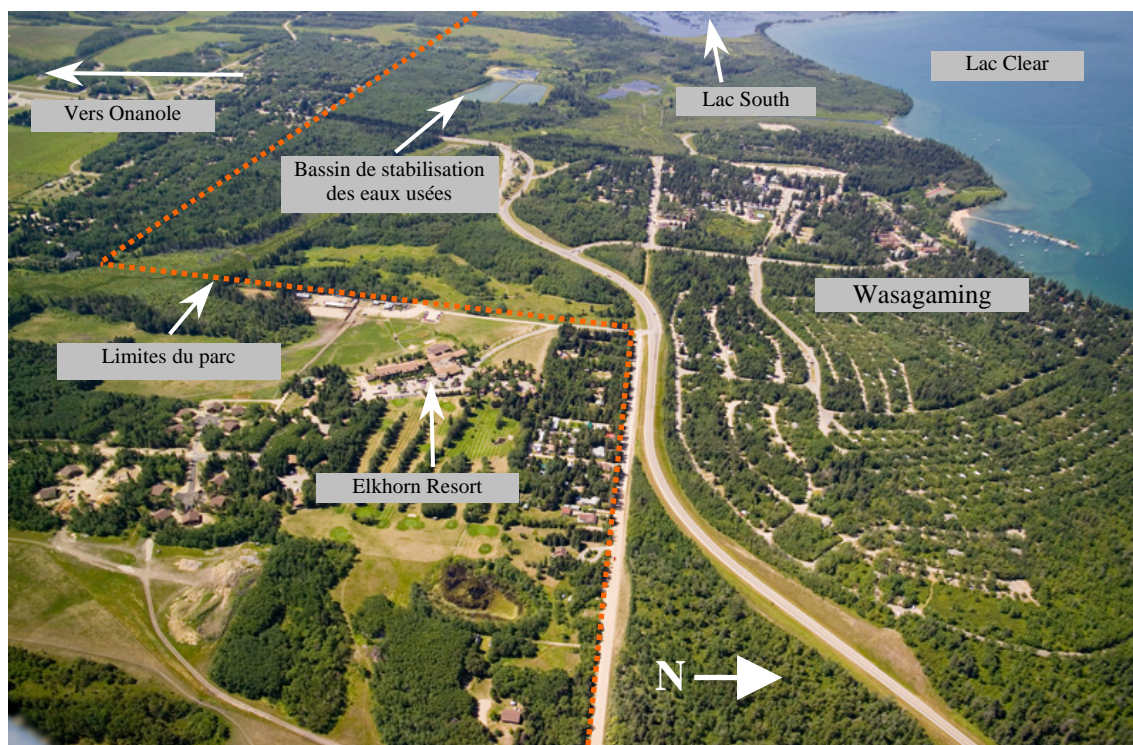 Lac Clear
Lac South
Vers Onanole
Bassin de stabilisation
des eaux usées
Wasagaming
Limites du parc
Elkhorn Resort
N